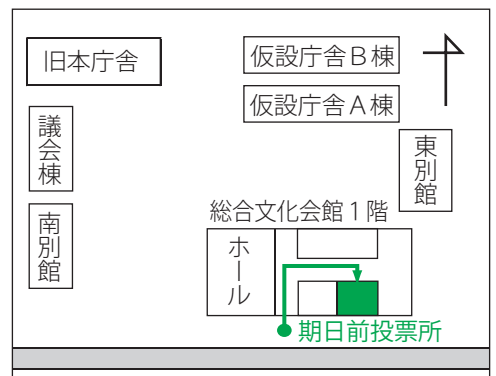 旧本庁舎
仮設庁舎B棟
仮設庁舎A棟
議会棟
東別館
南別館
総合文化会館1階
ホール
期日前投票所